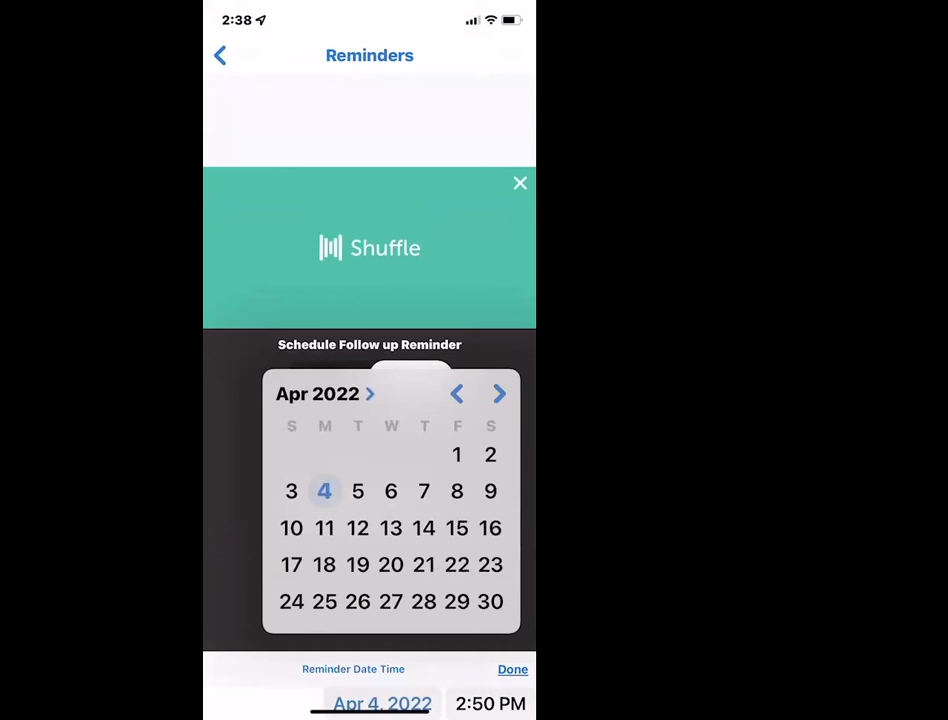 2:38
Reminders
Shuffle
Schedule Follow up Reminder
Apr 2022
S M T W T F S
1 2
3 4 5 6 7 8 9
10 11 12 13 14 15 16
17 18 19 20 21 22 23
24 25 26 27 28 29 30
Reminder Date Time Done
Apr 4, 2022 2:50 PM